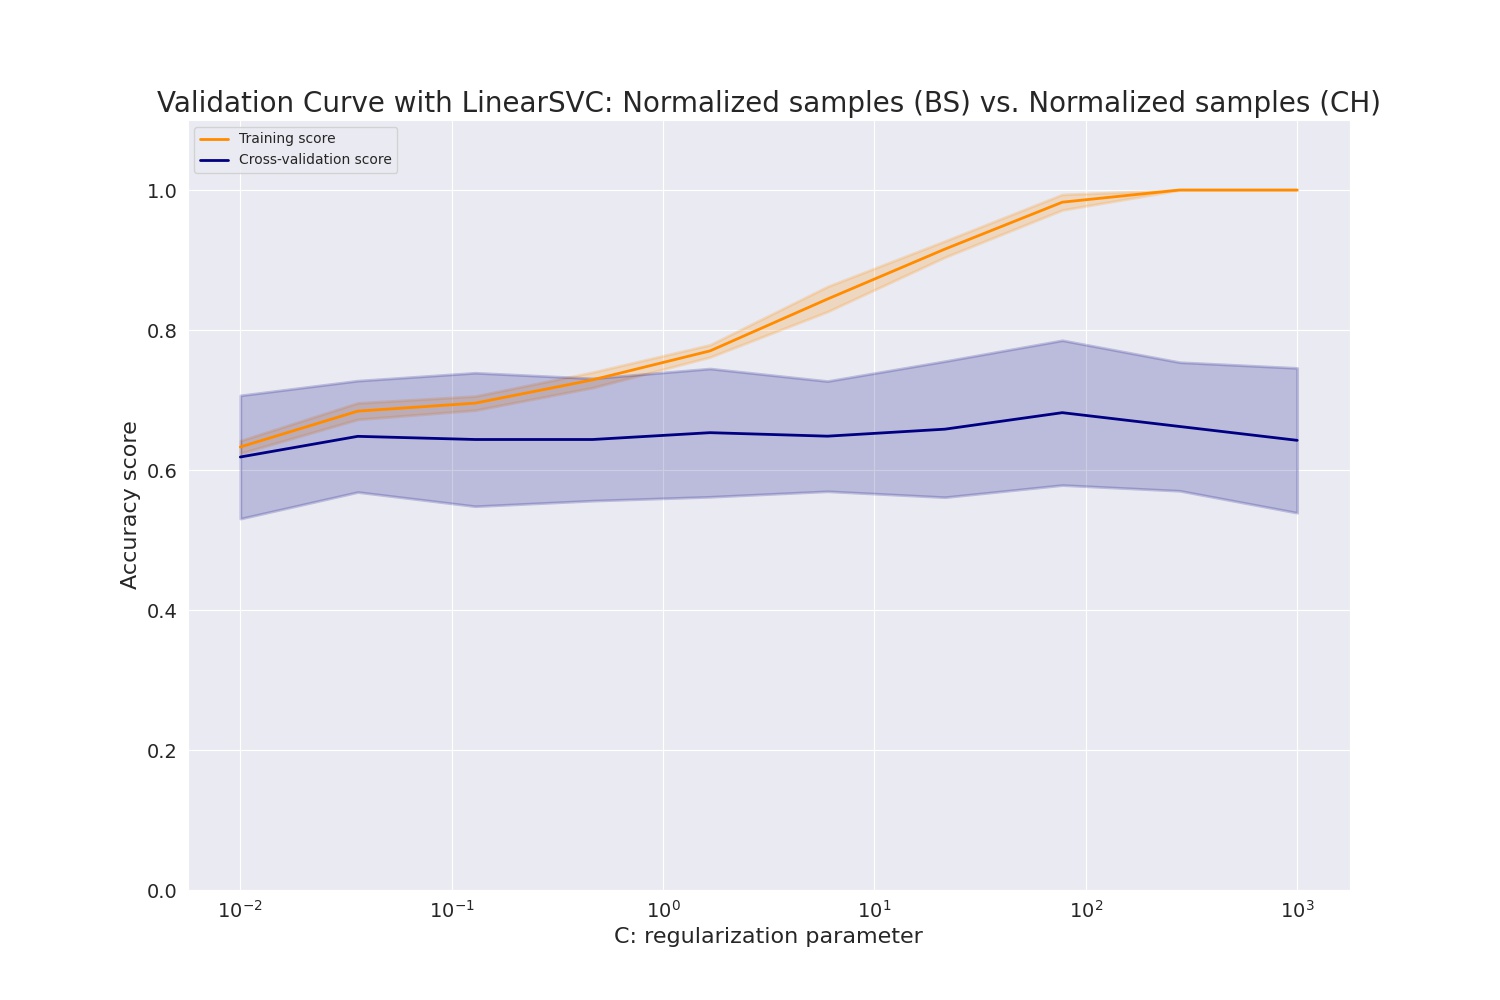 Validation Curve with LinearSVC: Normalized samples (BS) vs. Normalized samples (CH)
Training score
Cross-validation score
1.0
0.8
0.6
0.4
0.2
0.0
Accuracy score
10⁻² 10⁻¹ 10⁰ 10¹ 10² 10³
C: regularization parameter